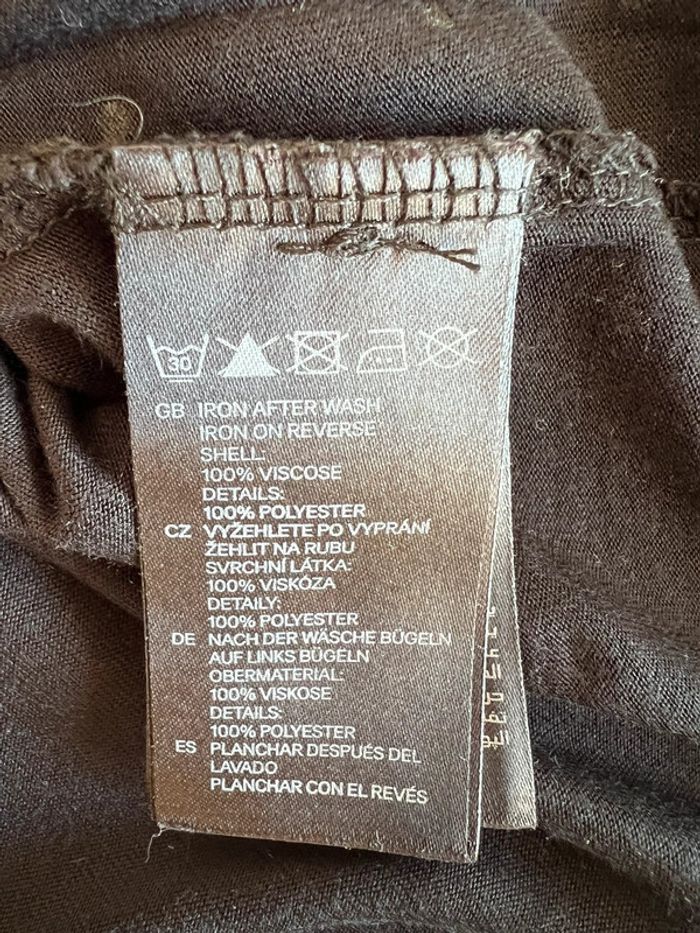 30
GB IRON AFTER WASH
IRON ON REVERSE
SHELL:
100% VISCOSE
DETAILS:
100% POLYESTER
CZ VYŽEHLETE PO VYPRÁNÍ
ŽEHLIT NA RUBU
SVRCHNÍ LÁTKA:
100% VISKÓZA
DETAILY:
100% POLYESTER
DE NACH DER WÄSCHE BÜGELN
AUF LINKS BÜGELN
OBERMATERIAL:
100% VISKOSE
DETAILS:
100% POLYESTER
ES PLANCHAR DESPUÉS DEL
LAVADO
PLANCHAR CON EL REVÉS